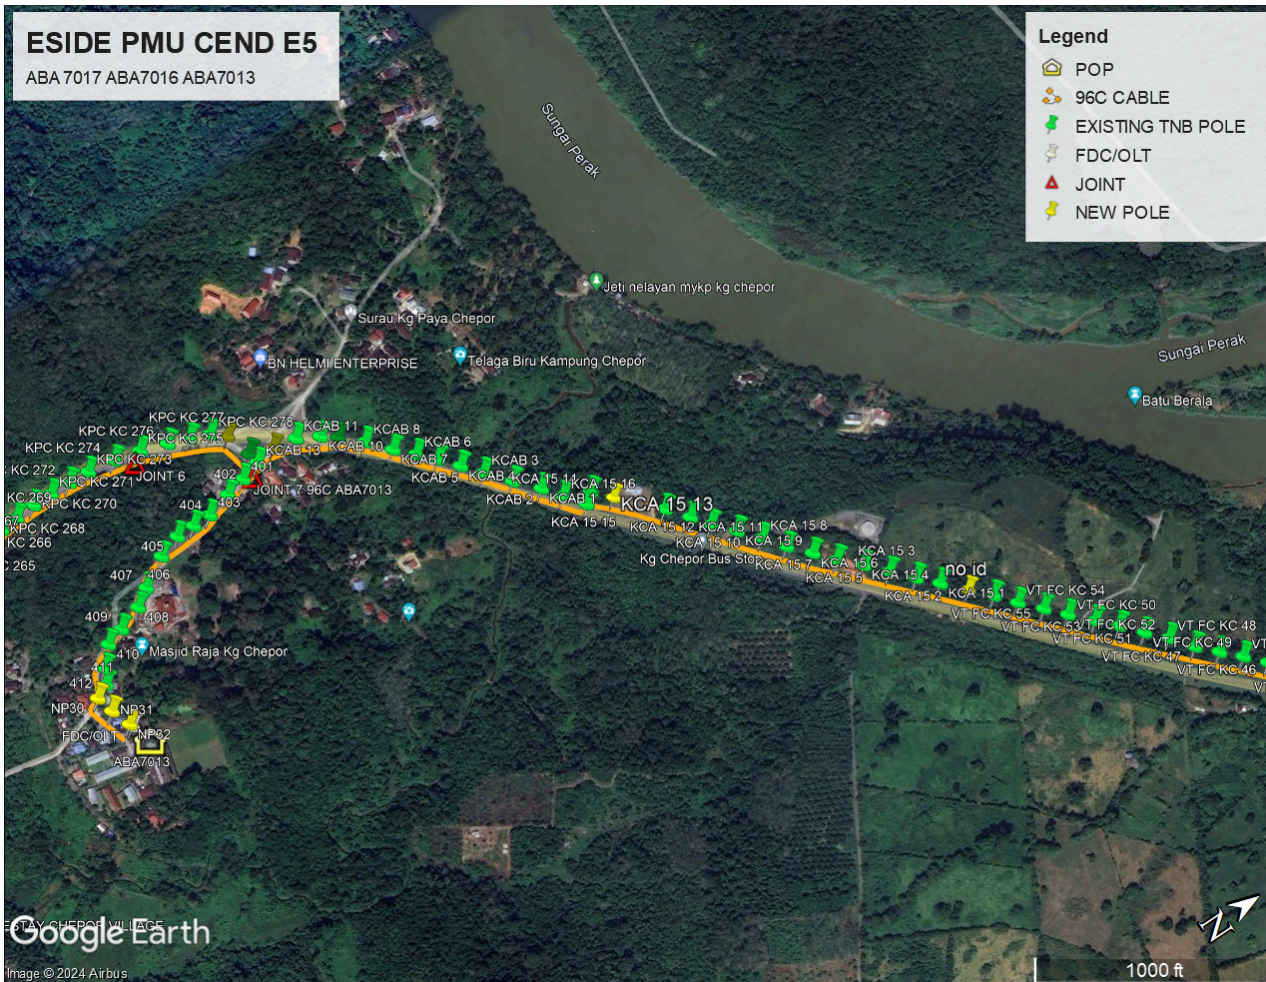 ESIDE PMU CEND E5
ABA 7017 ABA7016 ABA7013
Legend
POP
96C CABLE
EXISTING TNB POLE
FDC/OLT
JOINT
NEW POLE
Sungai Perak
Jeti nelayan mykp kg chepor
Surau Kg Paya Chepor
BN HELMI ENTERPRISE
Telaga Biru Kampung Chepor
Sungai Perak
Batu Berala
KPC KC 277
KPC KC 278
KPC KC 276
KPC KC 275
KPC KC 274
KPC KC 273
KC 272
KPC KC 271
KPC KC 270
KC 269
KPC KC 268
67
KC 266
265
JOINT 6
KCAB 11
KCAB 8
KCAB 13
KCAB 10
KCAB 6
KCAB 7
KCAB 5
KCAB 3
KCAB 4
KCAB 2
KCAB 1
401
402
403
404
405
406
407
408
409
410
411
412
JOINT 7 96C ABA7013
KCA 15 16
KCA 15 15
KCA 15 13
KCA 15 12
KCA 15 11
KCA 15 10
KCA 15 9
KCA 15 8
KCA 15 7
KCA 15 6
KCA 15 5
KCA 15 3
KCA 15 4
KCA 15 2
KCA 15 1
Kg Chepor Bus Stop
no id
VT FC KC 55
VT FC KC 54
VT FC KC 53
VT FC KC 52
VT FC KC 51
VT FC KC 50
VT FC KC 49
VT FC KC 48
VT FC KC 47
VT FC KC 46
VT
VT
Masjid Raja Kg Chepor
NP30
NP31
NP32
FDC/OLT
ABA7013
ESTAY CHEPOR VILLAGE
Google Earth
Image © 2024 Airbus
N
1000 ft